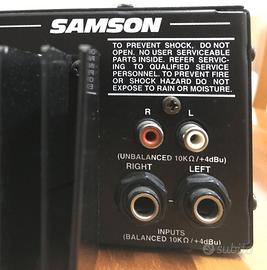 SAMSON
TO PREVENT SHOCK, DO NOT
OPEN. NO USER SERVICEABLE
PARTS INSIDE. REFER SERVIC-
ING TO QUALIFIED SERVICE
PERSONNEL. TO PREVENT FIRE
OR SHOCK HAZARD DO NOT
EXPOSE TO RAIN OR MOISTURE.
R L
(UNBALANCED 10KΩ/+4dBu)
RIGHT LEFT
-
INPUTS
(BALANCED 10KΩ/+4dBu)
subito